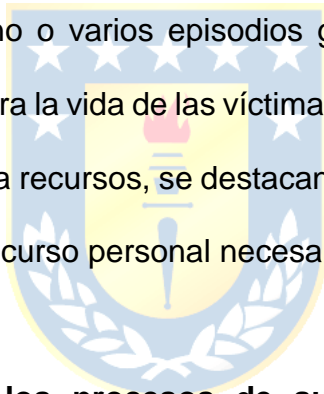 no o varios episodios g
ra la vida de las víctima
a recursos, se destacan
curso personal necesa
los procesos de su